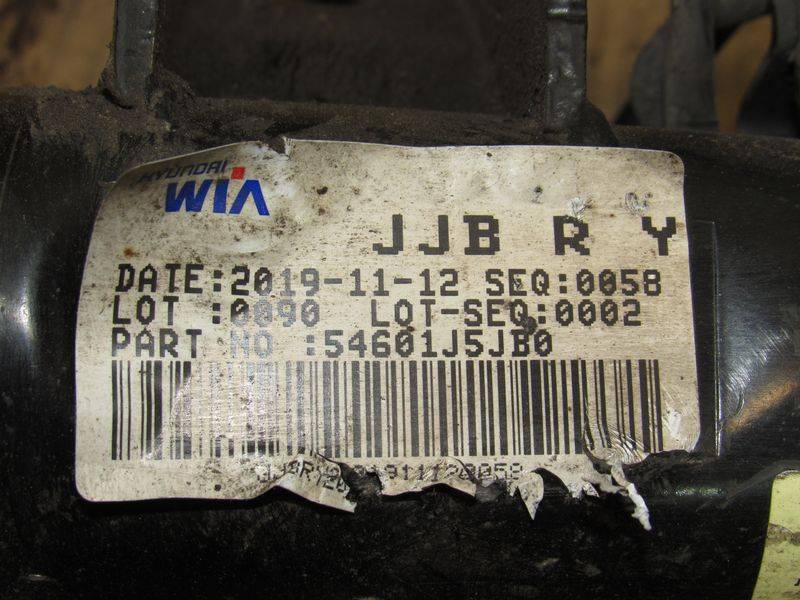 HYUNDAI
WIA
JJB R Y
DATE:2019-11-12 SEQ:0058
LOT :0090 LOT-SEQ:0002
PART NO :54601J5JB0